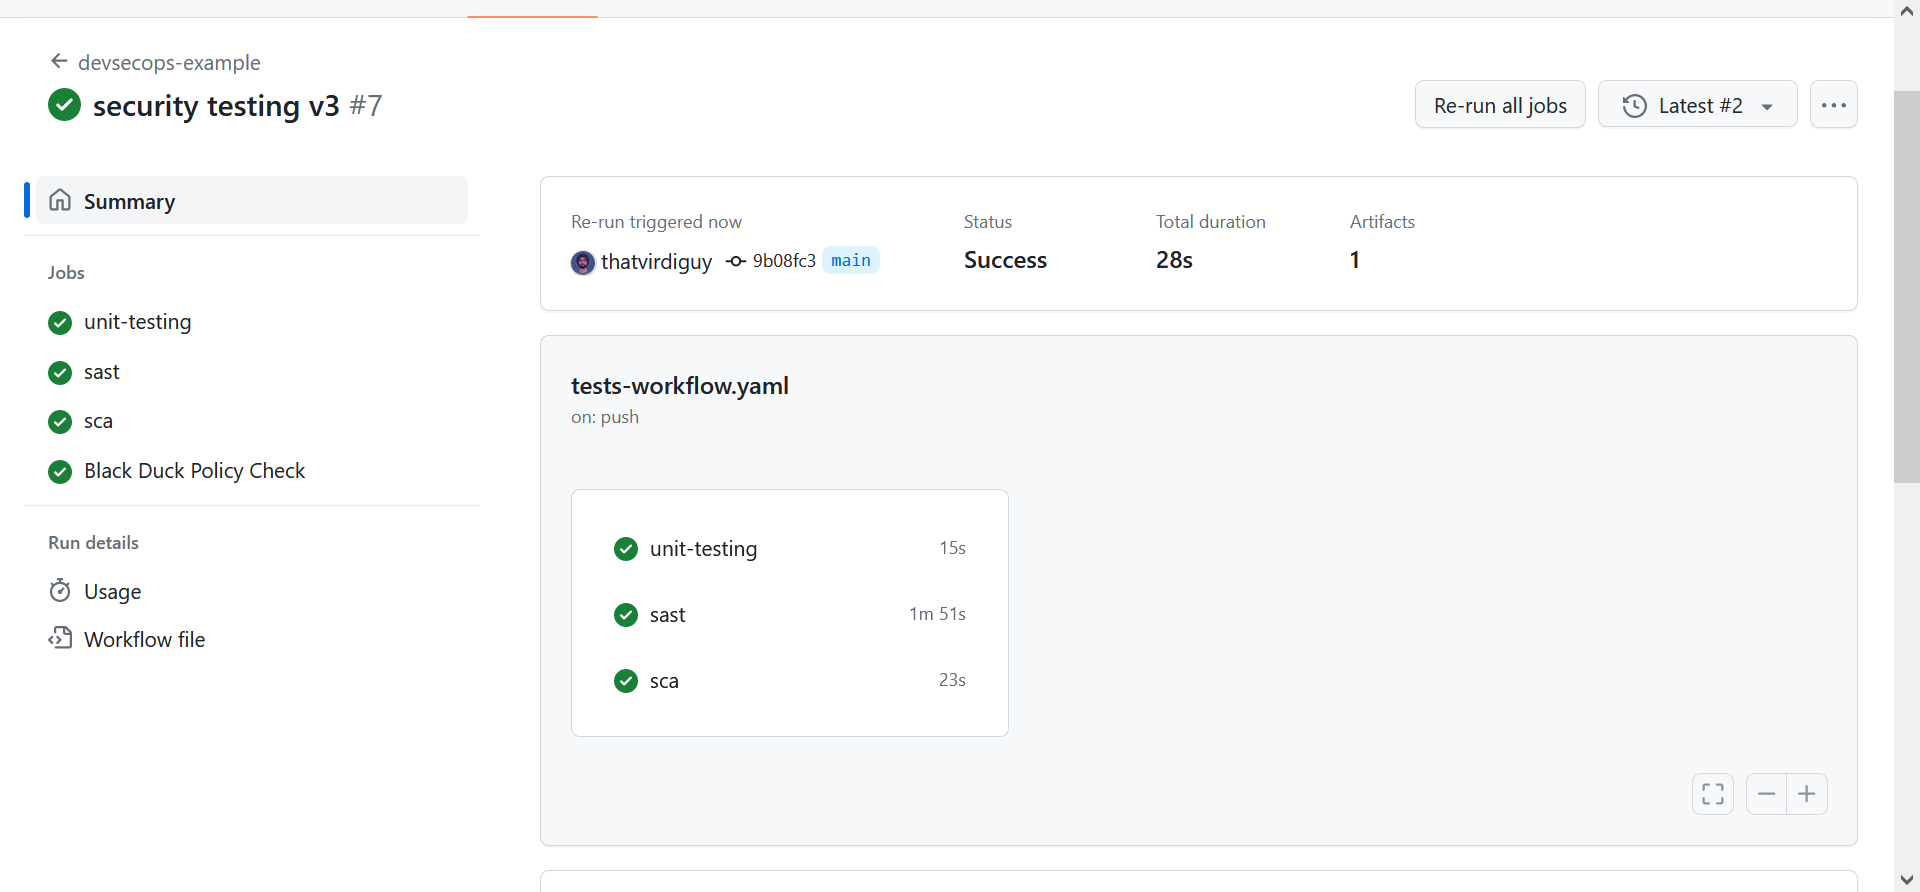 devsecops-example
security testing v3 #7
Re-run all jobs
Latest #2
Summary
Jobs
unit-testing
sast
sca
Black Duck Policy Check
Run details
Usage
Workflow file
Re-run triggered now
thatvirdiguy 9b08fc3 main
Status
Success
Total duration
28s
Artifacts
1
tests-workflow.yaml
on: push
unit-testing 15s
sast 1m 51s
sca 23s